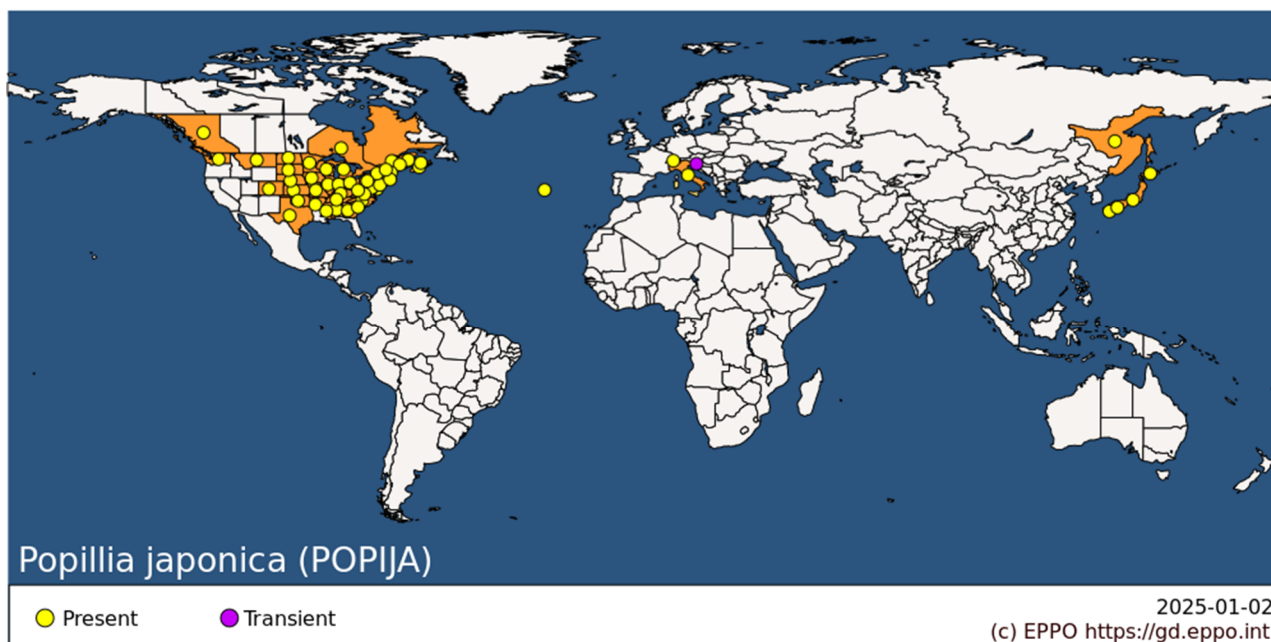 Popillia japonica (POPIJA)
Present
Transient
2025-01-02
(c) EPPO https://gd.eppo.int